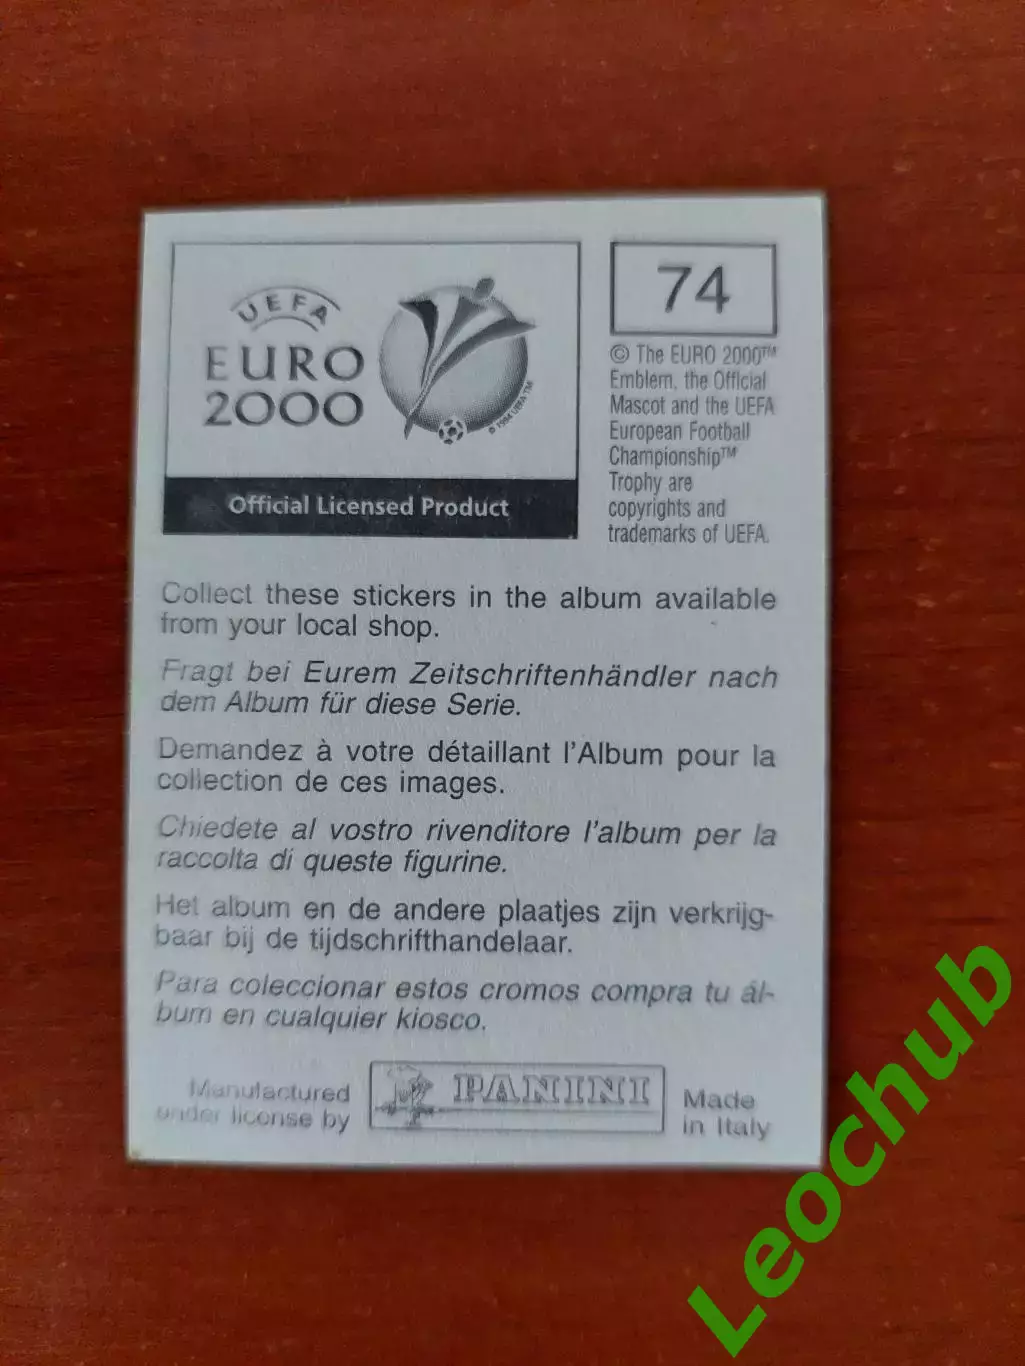 UEFA
EURO
2000
© 1994 UEFA TM
Official Licensed Product
74
© The EURO 2000™
Emblem, the Official
Mascot and the UEFA
European Football
Championship™
Trophy are
copyrights and
trademarks of UEFA.
Collect these stickers in the album available
from your local shop.
Fragt bei Eurem Zeitschriftenhändler nach
dem Album für diese Serie.
Demandez à votre détaillant l'Album pour la
collection de ces images.
Chiedete al vostro rivenditore l'album per la
raccolta di queste figurine.
Het album en de andere plaatjes zijn verkrijg-
baar bij de tijdschrifthandelaar.
Para coleccionar estos cromos compra tu ál-
bum en cualquier kiosco.
Manufactured
under license by
PANINI
Made
in Italy
Leochub